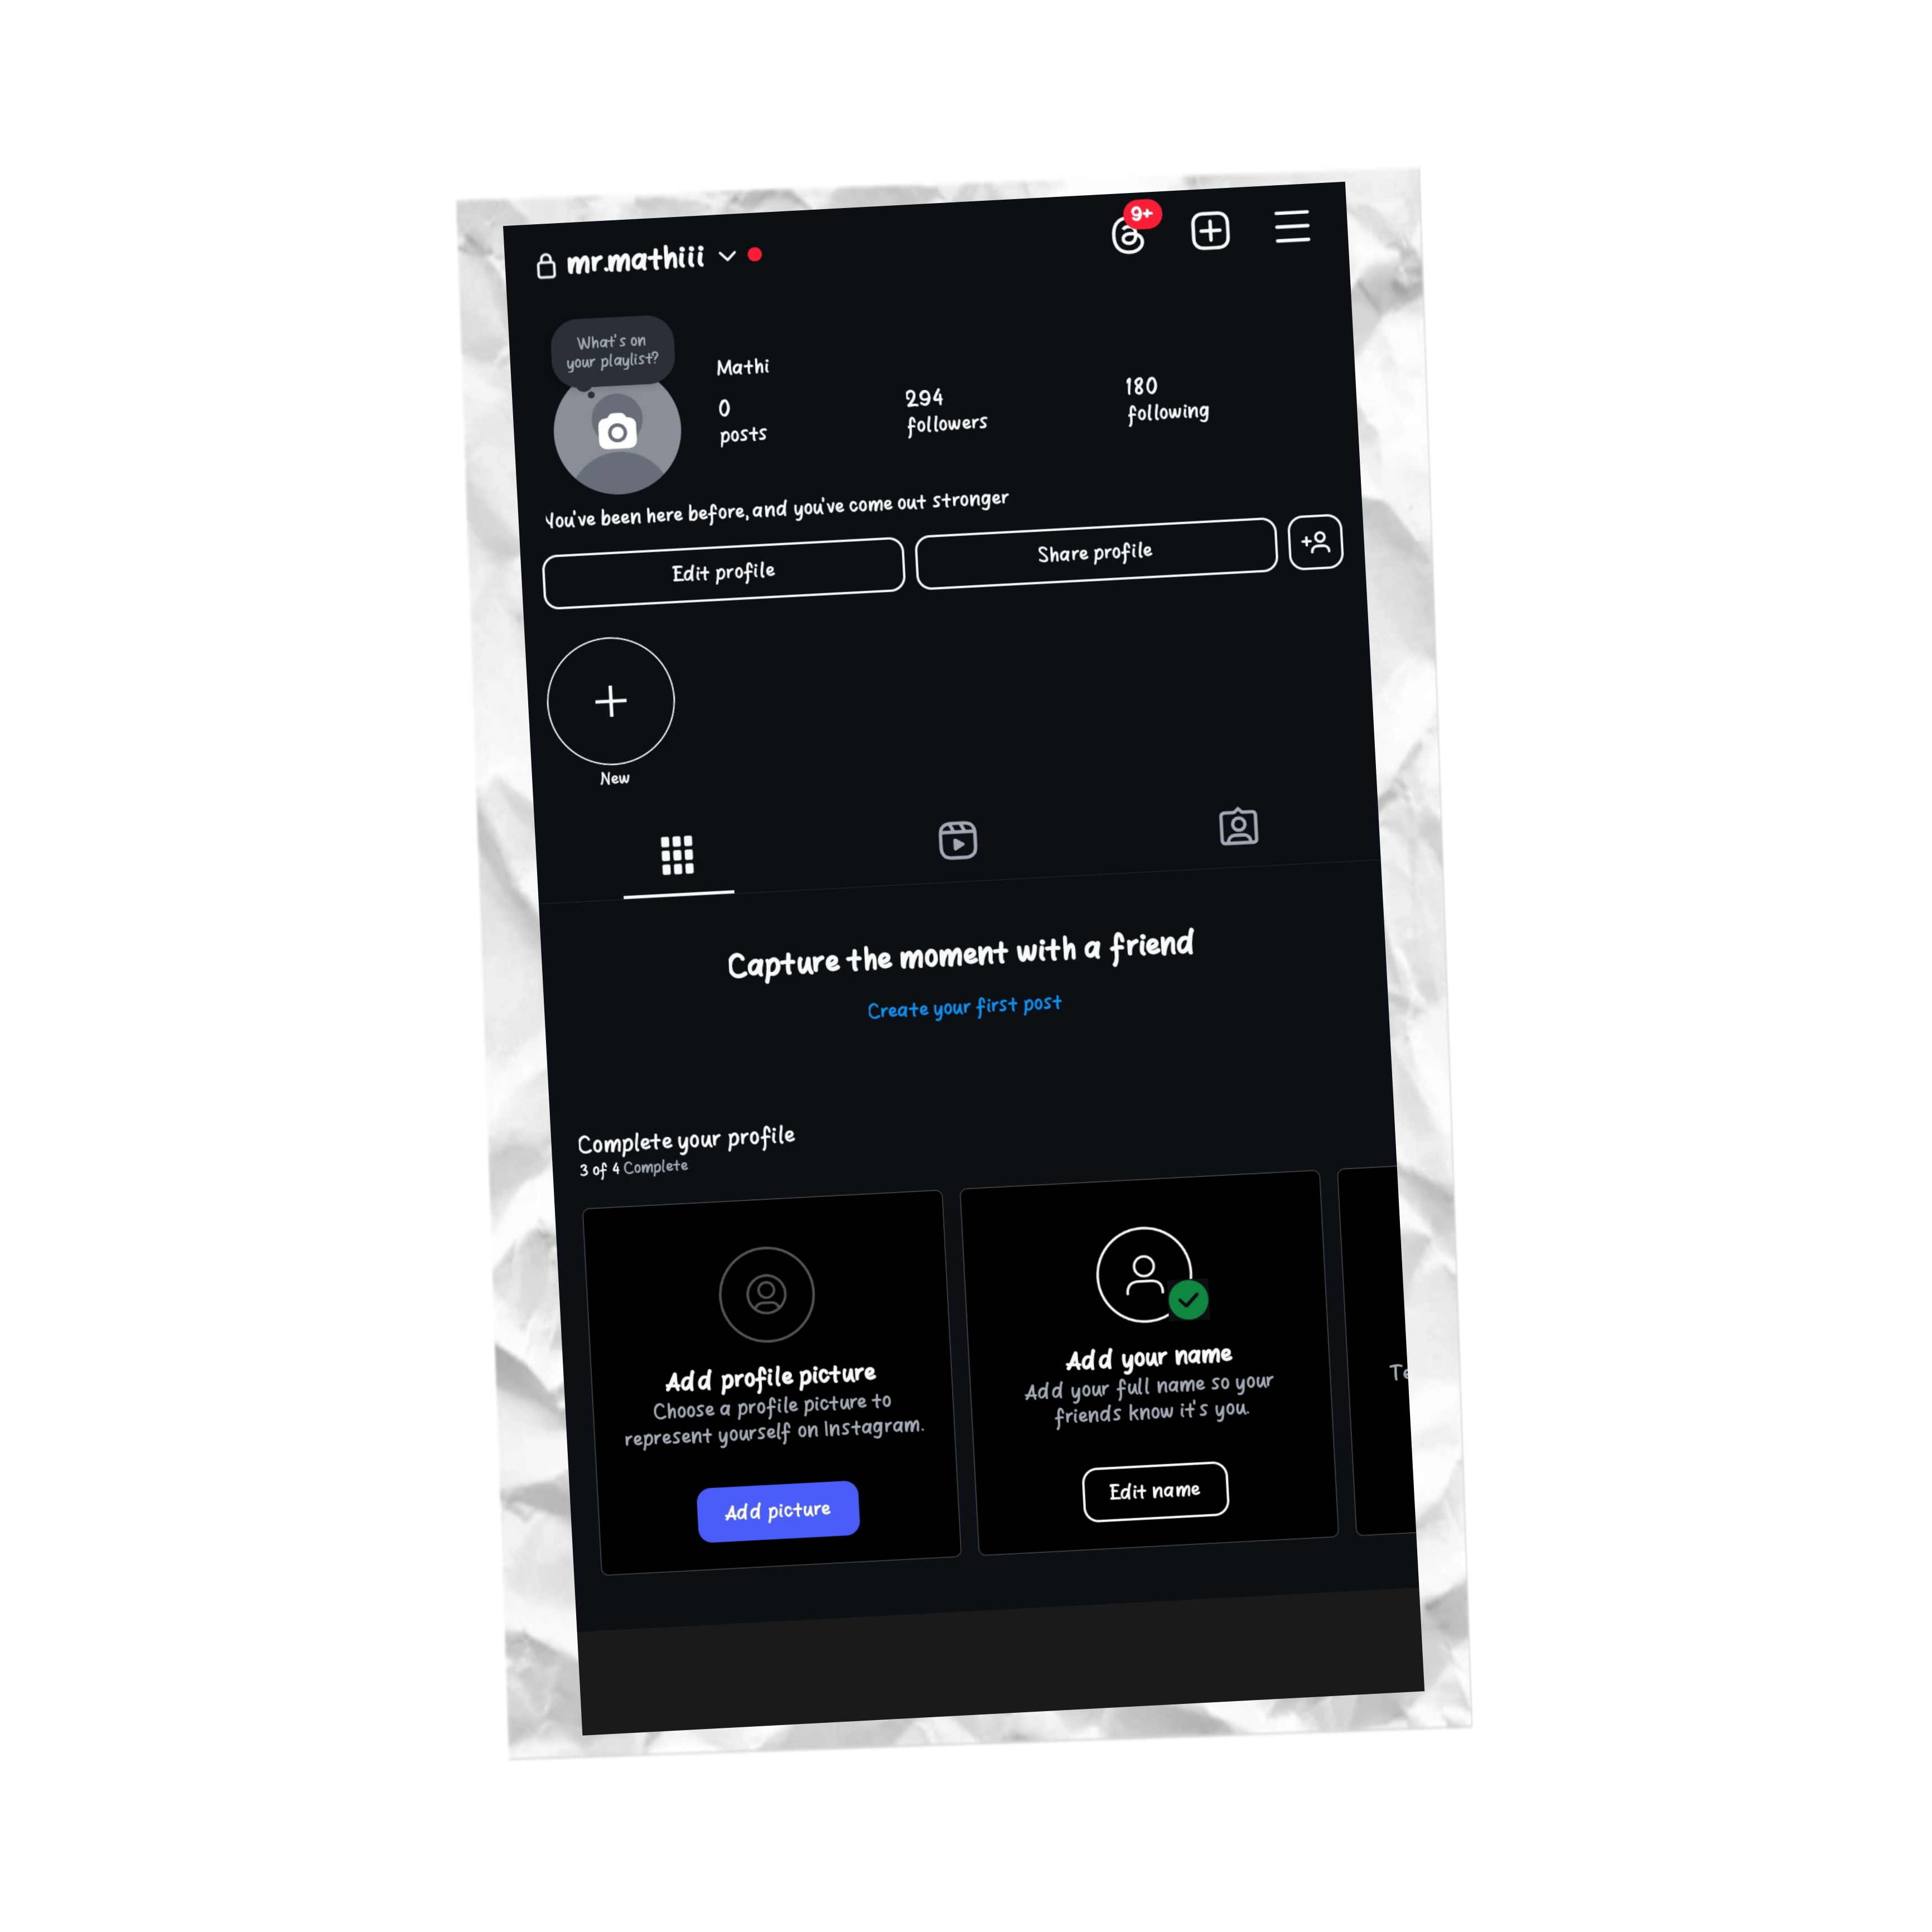 mr.mathiii
9+
What's on
your playlist?
Mathi
0
posts
294
followers
180
following
You've been here before, and you've come out stronger
Edit profile
Share profile
New
Capture the moment with a friend
Create your first post
Complete your profile
3 of 4 Complete
Add profile picture
Choose a profile picture to
represent yourself on Instagram.
Add picture
Add your name
Add your full name so your
friends know it's you.
Edit name